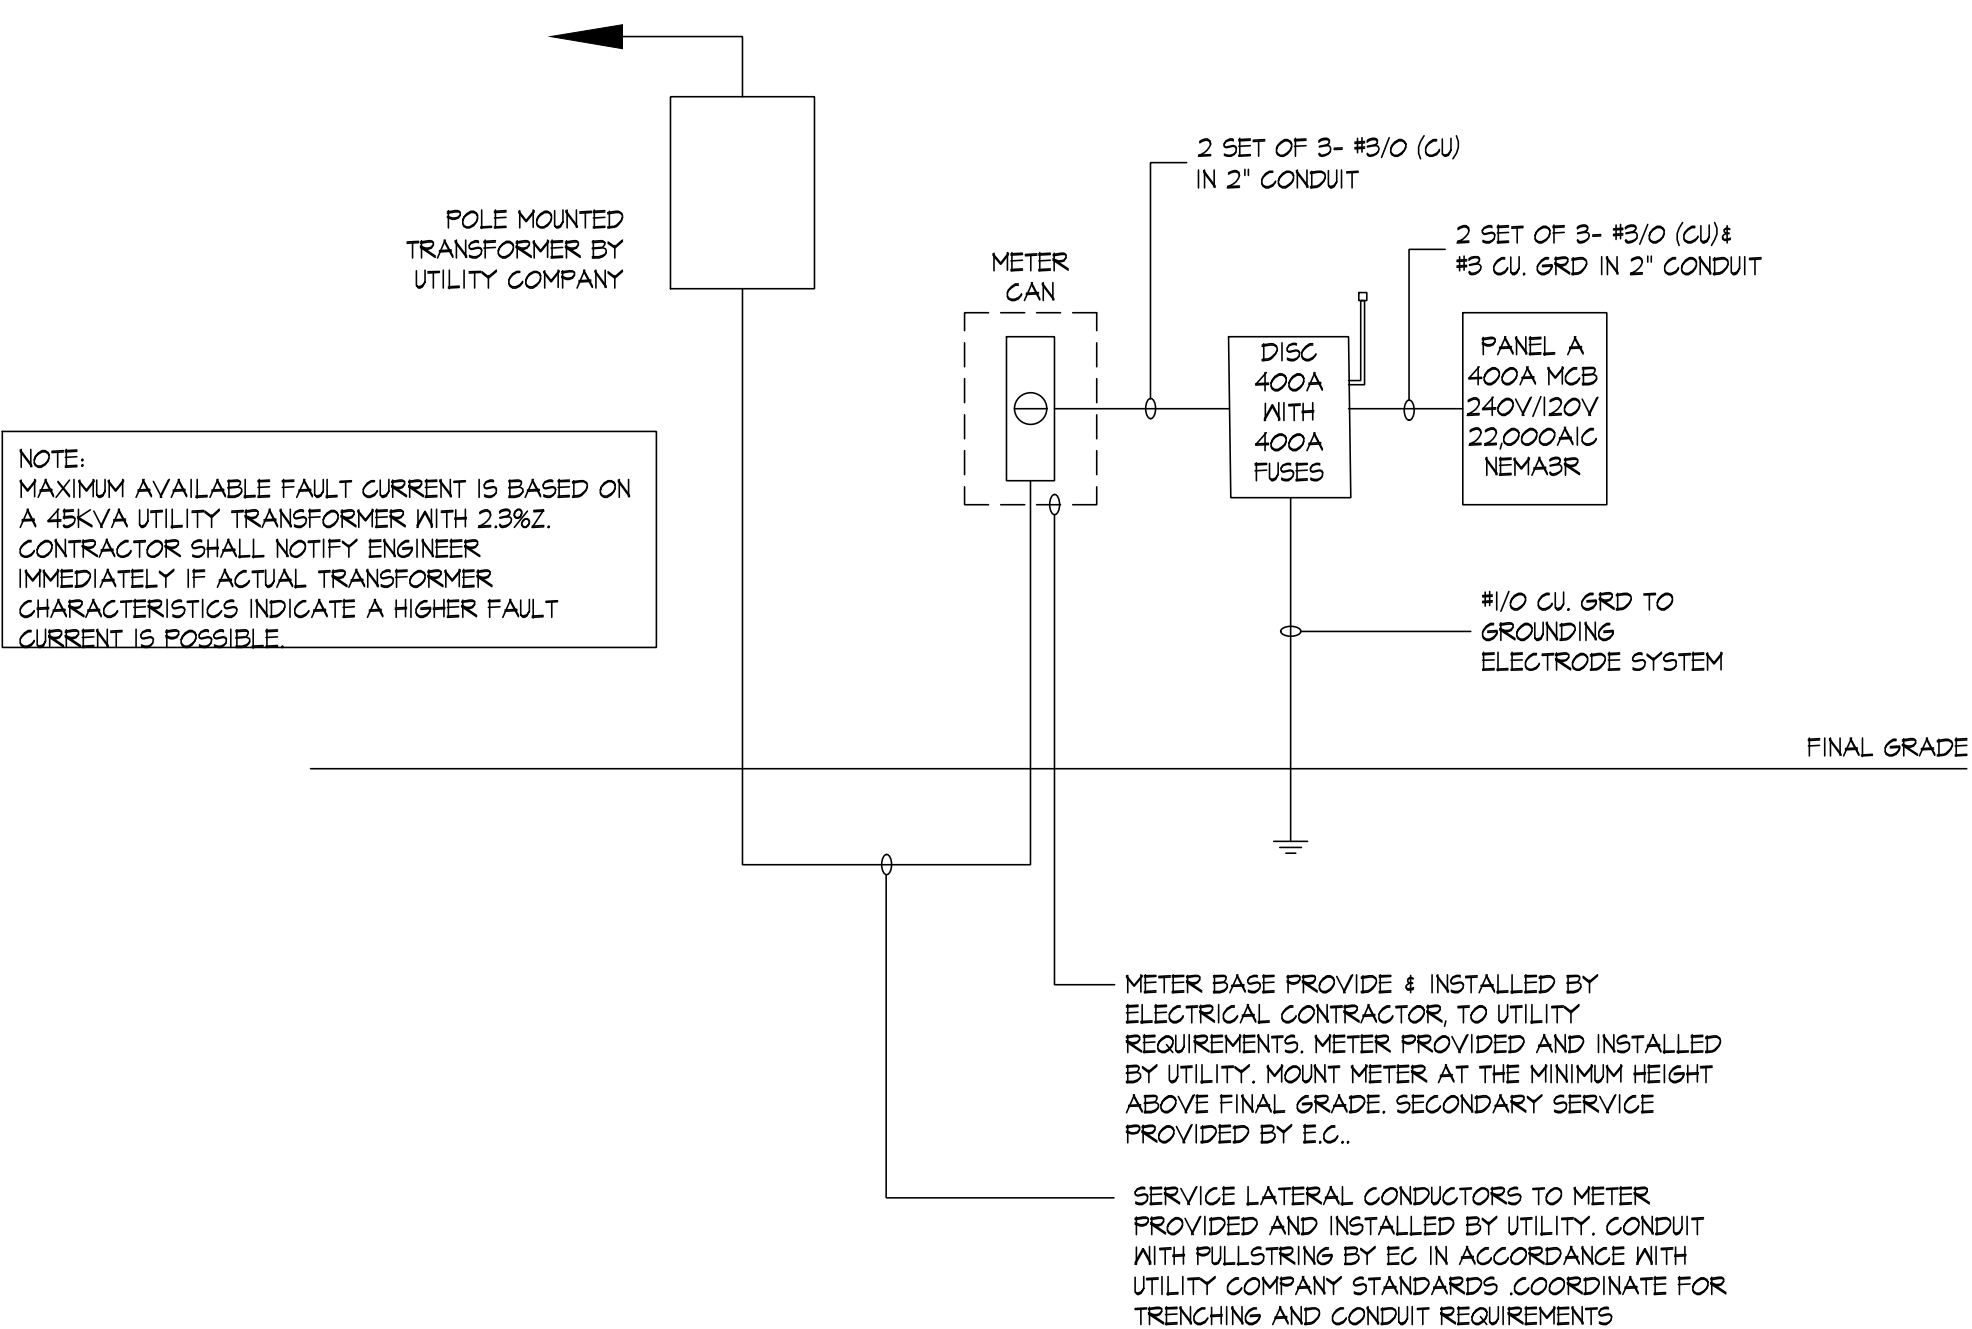 2 SET OF 3- #3/0 (CU)
IN 2" CONDUIT
POLE MOUNTED
TRANSFORMER BY
UTILITY COMPANY
2 SET OF 3- #3/0 (CU)&
#3 CU. GRD IN 2" CONDUIT
METER
CAN
DISC
400A
WITH
400A
FUSES
PANEL A
400A MCB
240V/120V
22,000AIC
NEMA3R
NOTE:
MAXIMUM AVAILABLE FAULT CURRENT IS BASED ON
A 45KVA UTILITY TRANSFORMER WITH 2.3%Z.
CONTRACTOR SHALL NOTIFY ENGINEER
IMMEDIATELY IF ACTUAL TRANSFORMER
CHARACTERISTICS INDICATE A HIGHER FAULT
CURRENT IS POSSIBLE.
#1/0 CU. GRD TO
GROUNDING
ELECTRODE SYSTEM
FINAL GRADE
METER BASE PROVIDE & INSTALLED BY
ELECTRICAL CONTRACTOR, TO UTILITY
REQUIREMENTS. METER PROVIDED AND INSTALLED
BY UTILITY. MOUNT METER AT THE MINIMUM HEIGHT
ABOVE FINAL GRADE. SECONDARY SERVICE
PROVIDED BY E.C..
SERVICE LATERAL CONDUCTORS TO METER
PROVIDED AND INSTALLED BY UTILITY. CONDUIT
WITH PULLSTRING BY EC IN ACCORDANCE WITH
UTILITY COMPANY STANDARDS .COORDINATE FOR
TRENCHING AND CONDUIT REQUIREMENTS